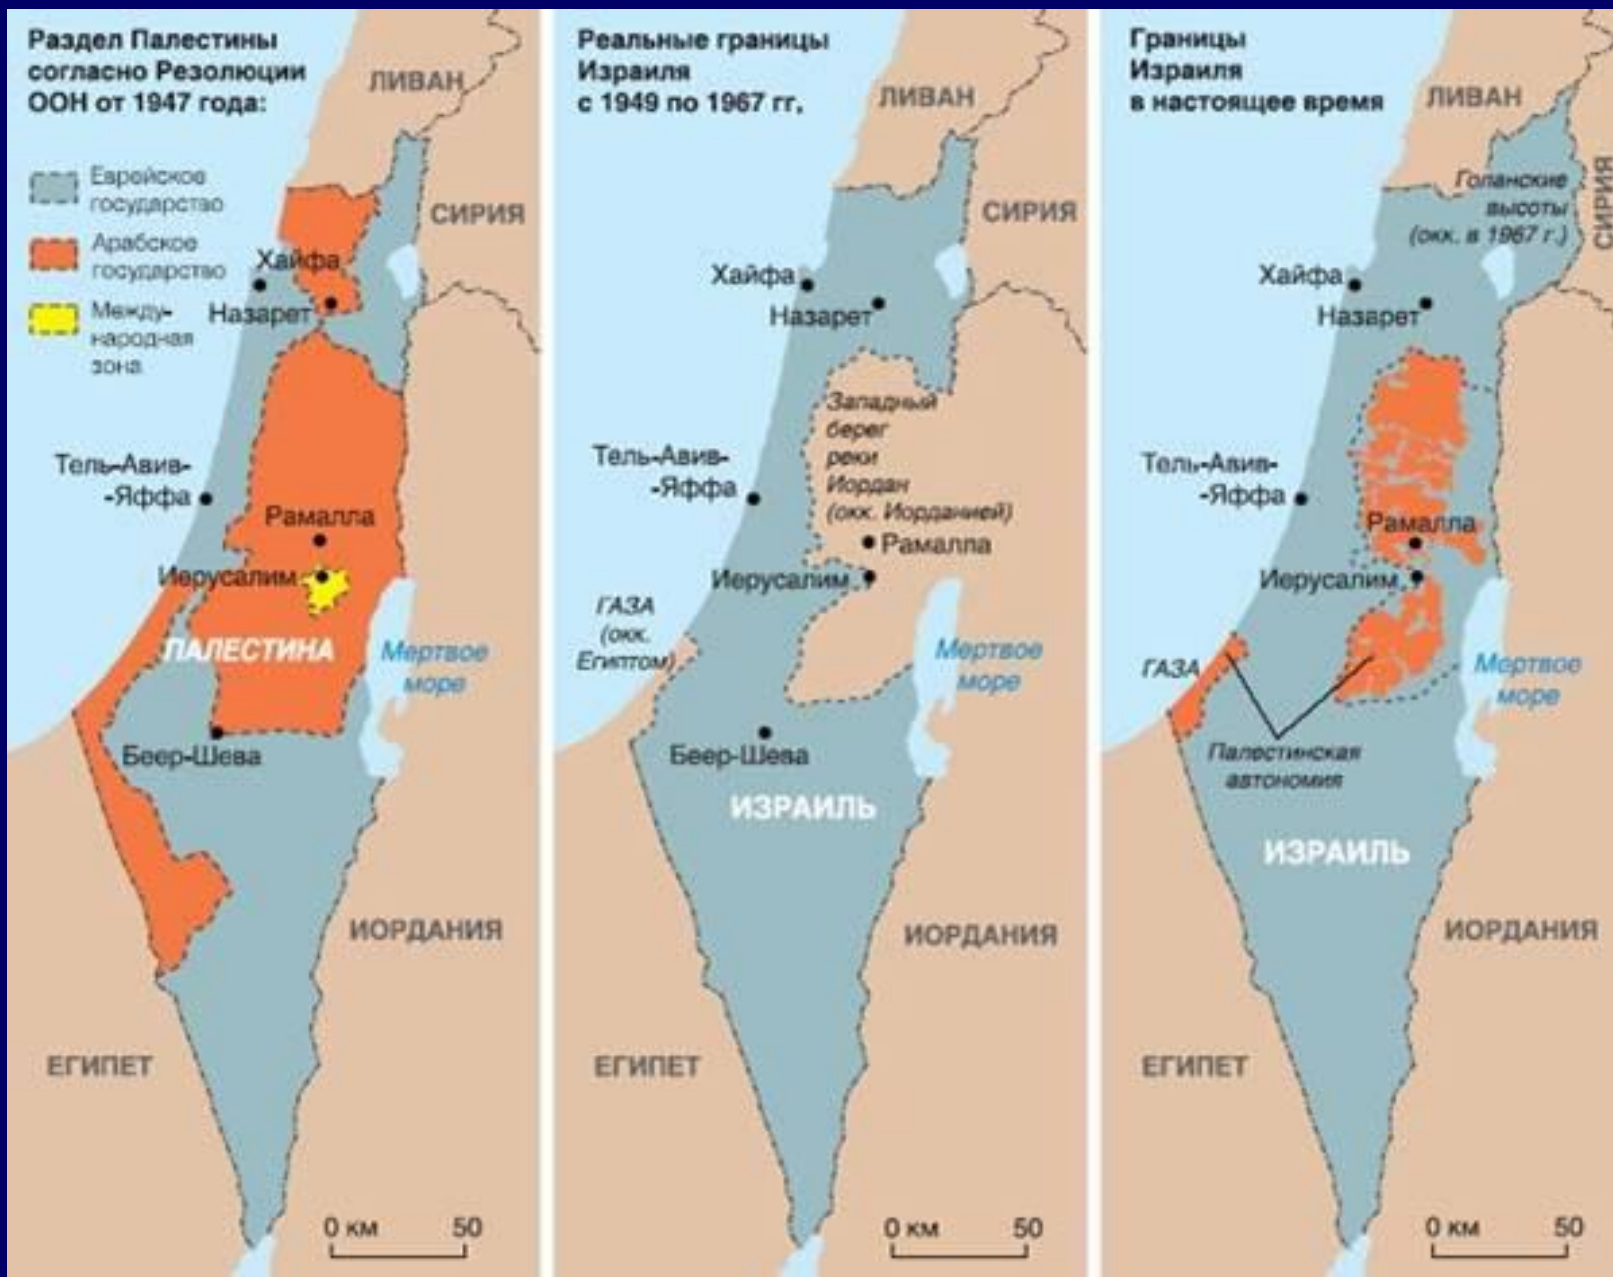 Раздел Палестины
согласно Резолюции
ООН от 1947 года:
Еврейское
государство
Арабское
государство
Между-
народная
зона
ЛИВАН
СИРИЯ
Хайфа
Назарет
Тель-Авив-
-Яффа
Рамалла
Иерусалим
ПАЛЕСТИНА
Мертвое
море
Беер-Шева
ИОРДАНИЯ
ЕГИПЕТ
0 км 50
Реальные границы
Израиля
с 1949 по 1967 гг.
ЛИВАН
СИРИЯ
Хайфа
Назарет
Западный
берег
реки
Иордан
(окк. Иорданией)
Тель-Авив-
-Яффа
Рамалла
Иерусалим
ГАЗА
(окк.
Египтом)
Мертвое
море
Беер-Шева
ИЗРАИЛЬ
ИОРДАНИЯ
ЕГИПЕТ
0 км 50
Границы
Израиля
в настоящее время
ЛИВАН
СИРИЯ
Голанские
высоты
(окк. в 1967 г.)
Хайфа
Назарет
Тель-Авив-
-Яффа
Рамалла
Иерусалим
ГАЗА
Мертвое
море
Палестинская
автономия
ИЗРАИЛЬ
ИОРДАНИЯ
ЕГИПЕТ
0 км 50